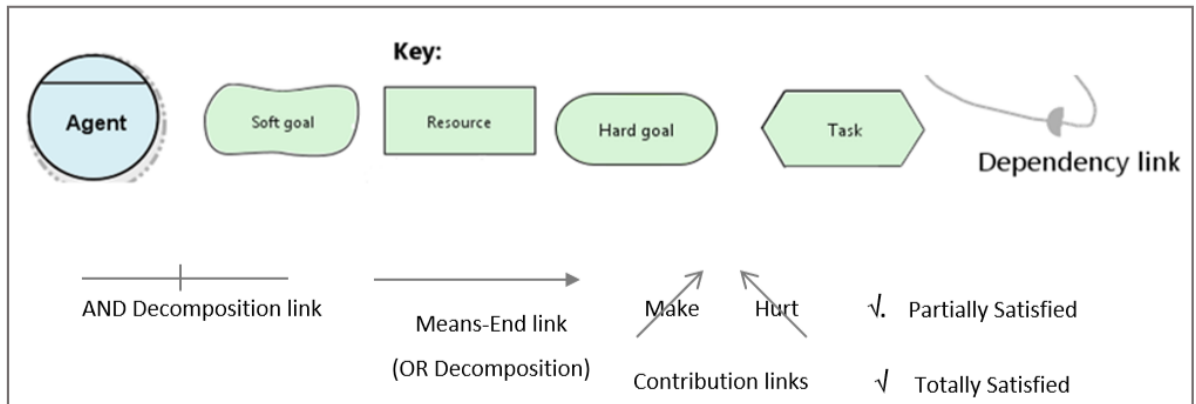 Key:
Agent
Soft goal
Resource
Hard goal
Task
Dependency link
AND Decomposition link
Means-End link
(OR Decomposition)
Make
Hurt
Contribution links
√. Partially Satisfied
√ Totally Satisfied